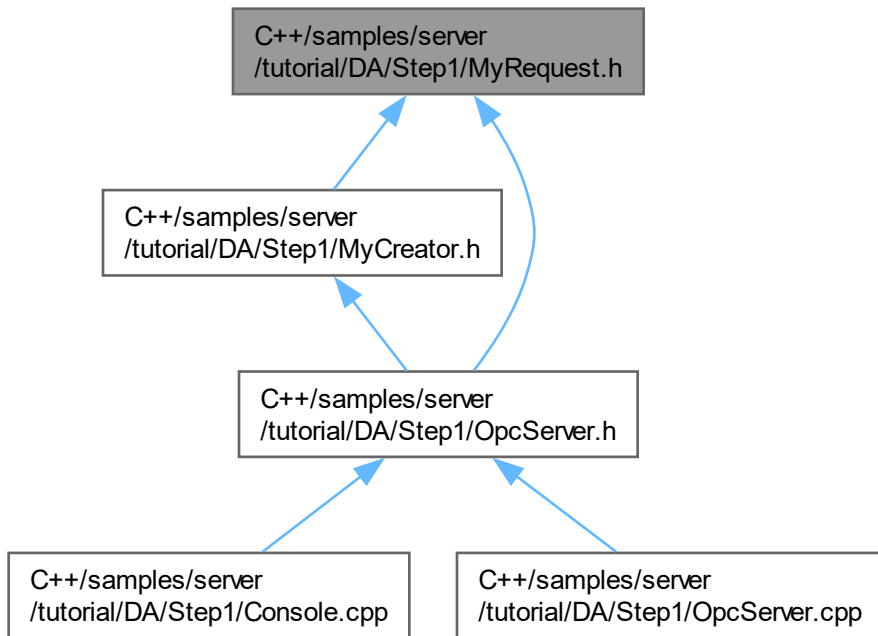 C++/samples/server
/tutorial/DA/Step1/MyRequest.h
C++/samples/server
/tutorial/DA/Step1/MyCreator.h
C++/samples/server
/tutorial/DA/Step1/OpcServer.h
C++/samples/server
/tutorial/DA/Step1/Console.cpp
C++/samples/server
/tutorial/DA/Step1/OpcServer.cpp